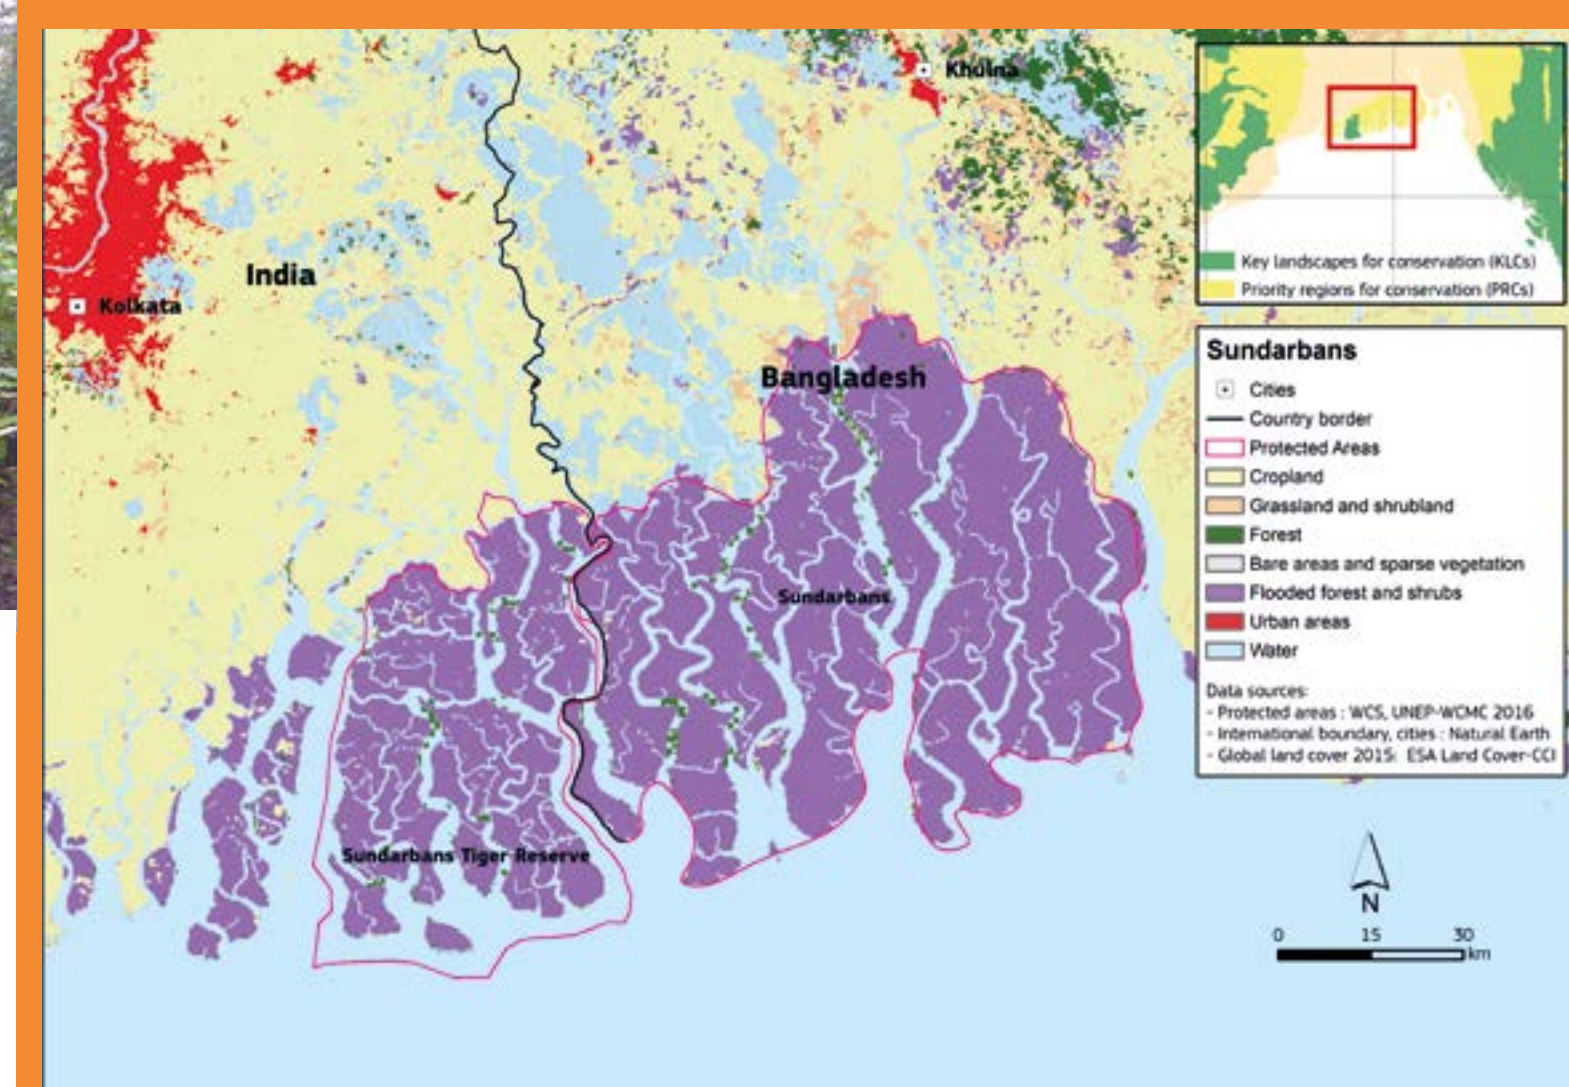 Khulna
India
Kolkata
Bangladesh
Sundarbans
Sundarbans Tiger Reserve
Key landscapes for conservation (KLCs)
Priority regions for conservation (PRCs)
Sundarbans
Cities
Country border
Protected Areas
Cropland
Grassland and shrubland
Forest
Bare areas and sparse vegetation
Flooded forest and shrubs
Urban areas
Water
Data sources:
- Protected areas : WCS, UNEP-WCMC 2016
- International boundary, cities : Natural Earth
- Global land cover 2015: ESA Land Cover-CCI
N
0 15 30
km